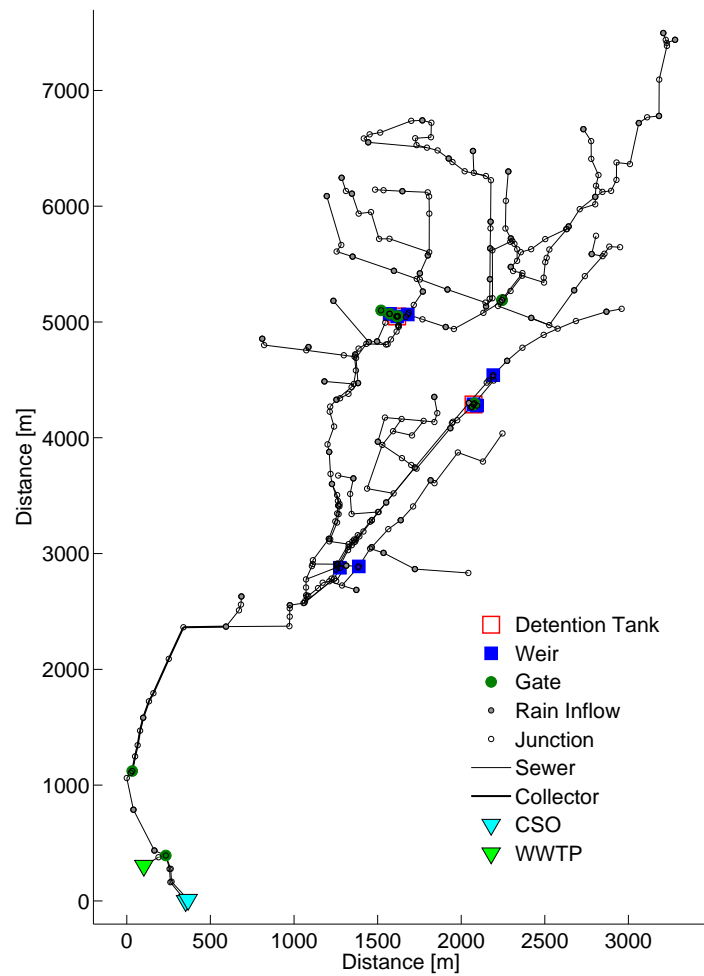 7000
6000
5000
4000
3000
2000
1000
0
Distance [m]
Detention Tank
Weir
Gate
Rain Inflow
Junction
Sewer
Collector
CSO
WWTP
0 500 1000 1500 2000 2500 3000
Distance [m]